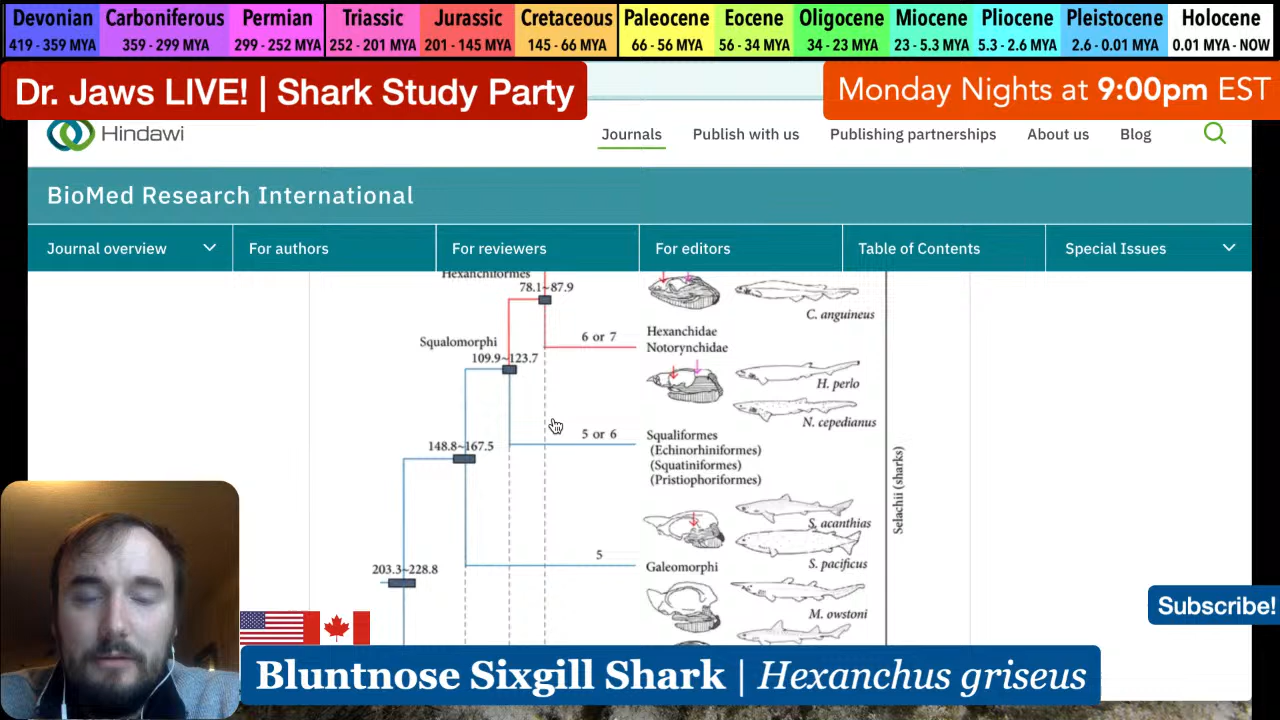 Devonian Carboniferous Permian Triassic Jurassic Cretaceous Paleocene Eocene Oligocene Miocene Pliocene Pleistocene Holocene
419 - 359 MYA 359 - 299 MYA 299 - 252 MYA 252 - 201 MYA 201 - 145 MYA 145 - 66 MYA 66 - 56 MYA 56 - 34 MYA 34 - 23 MYA 23 - 5.3 MYA 5.3 - 2.6 MYA 2.6 - 0.01 MYA 0.01 MYA - NOW
Dr. Jaws LIVE! | Shark Study Party
Monday Nights at 9:00pm EST
Hindawi
Journals Publish with us Publishing partnerships About us Blog
BioMed Research International
Journal overview For authors For reviewers For editors Table of Contents Special Issues
Hexanchiformes
78.1~87.9
C. anguineus
6 or 7
Hexanchidae
Notorynchidae
Squalomorphi
109.9~123.7
H. perlo
N. cepedianus
5 or 6
Squaliformes
(Echinorhiniformes)
(Squatiniformes)
(Pristiophoriformes)
148.8~167.5
Selachii (sharks)
S. acanthias
S. pacificus
5
Galeomorphi
203.3~228.8
M. owstoni
Subscribe!
Bluntnose Sixgill Shark | Hexanchus griseus